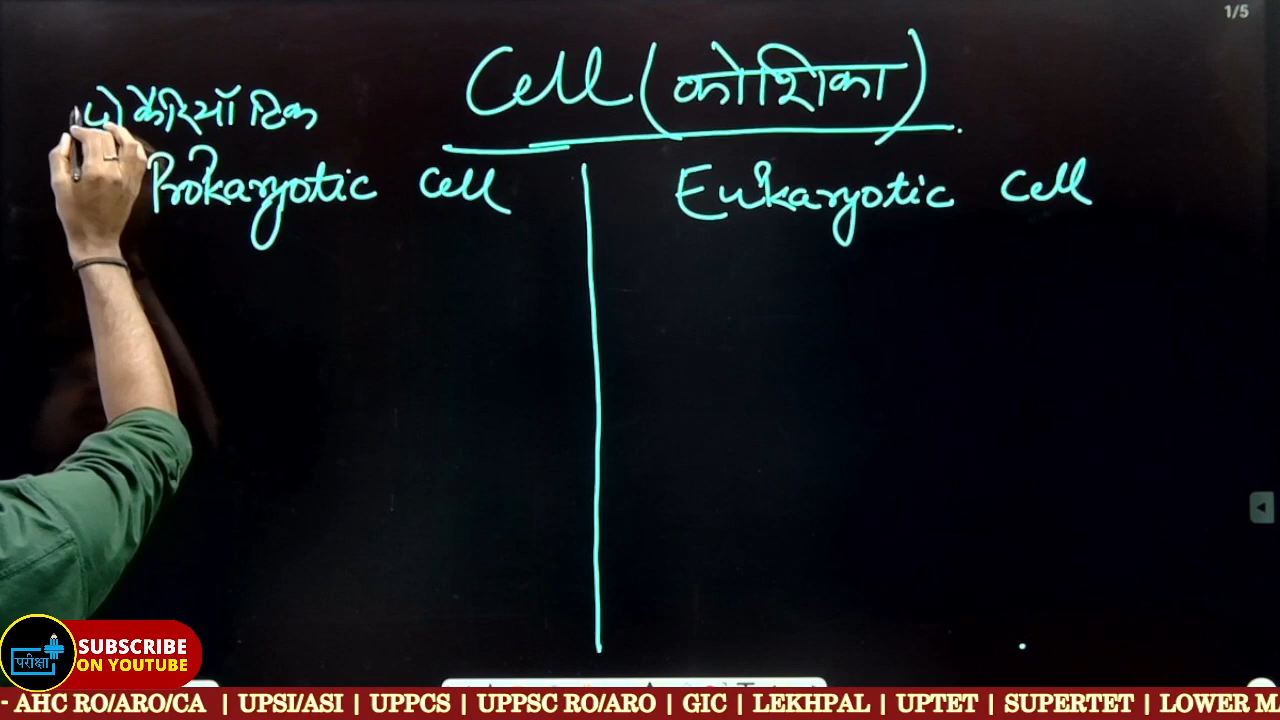 1/5
Cell (कोशिका)
प्रोकैरियॉटिक
Prokaryotic Cell
Eukaryotic Cell
परीक्षा
SUBSCRIBE
ON YOUTUBE
- AHC RO/ARO/CA | UPSI/ASI | UPPCS | UPPSC RO/ARO | GIC | LEKHPAL | UPTET | SUPERTET | LOWER